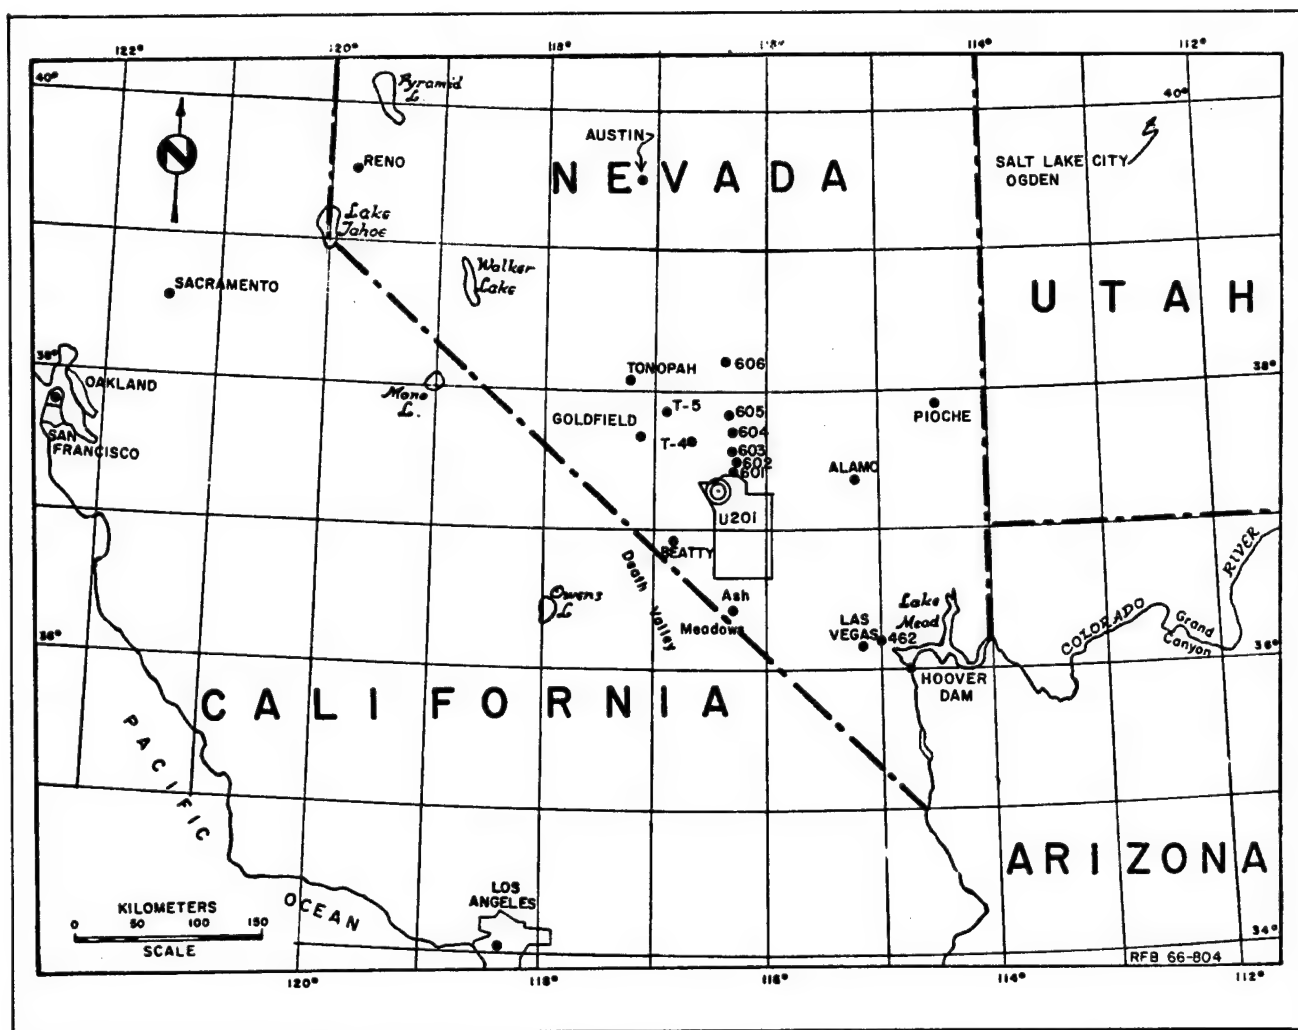 122° 120° 118° 118° 114° 112°
40°
Pyramid
L.
40°
N
RENO
AUSTIN
NEVADA
SALT LAKE CITY
OGDEN
Lake
Tahoe
SACRAMENTO
Walker
Lake
UTAH
38°
OAKLAND
SAN
FRANCISCO
Mono
L.
TONOPAH
606
38°
T-5
605
GOLDFIELD
604
T-4
603
602
601
PIOCHE
ALAMO
U20I
BEATTY
Death Valley
Owens
L
Ash
Meadows
LAS
VEGAS
462
Lake
Mead
COLORADO
RIVER
Grand
Canyon
36°
36°
HOOVER
DAM
CALIFORNIA
PACIFIC
OCEAN
ARIZONA
KILOMETERS
0 50 100 150
SCALE
LOS
ANGELES
34°
RFB 66-804
120° 118° 116° 114° 112°